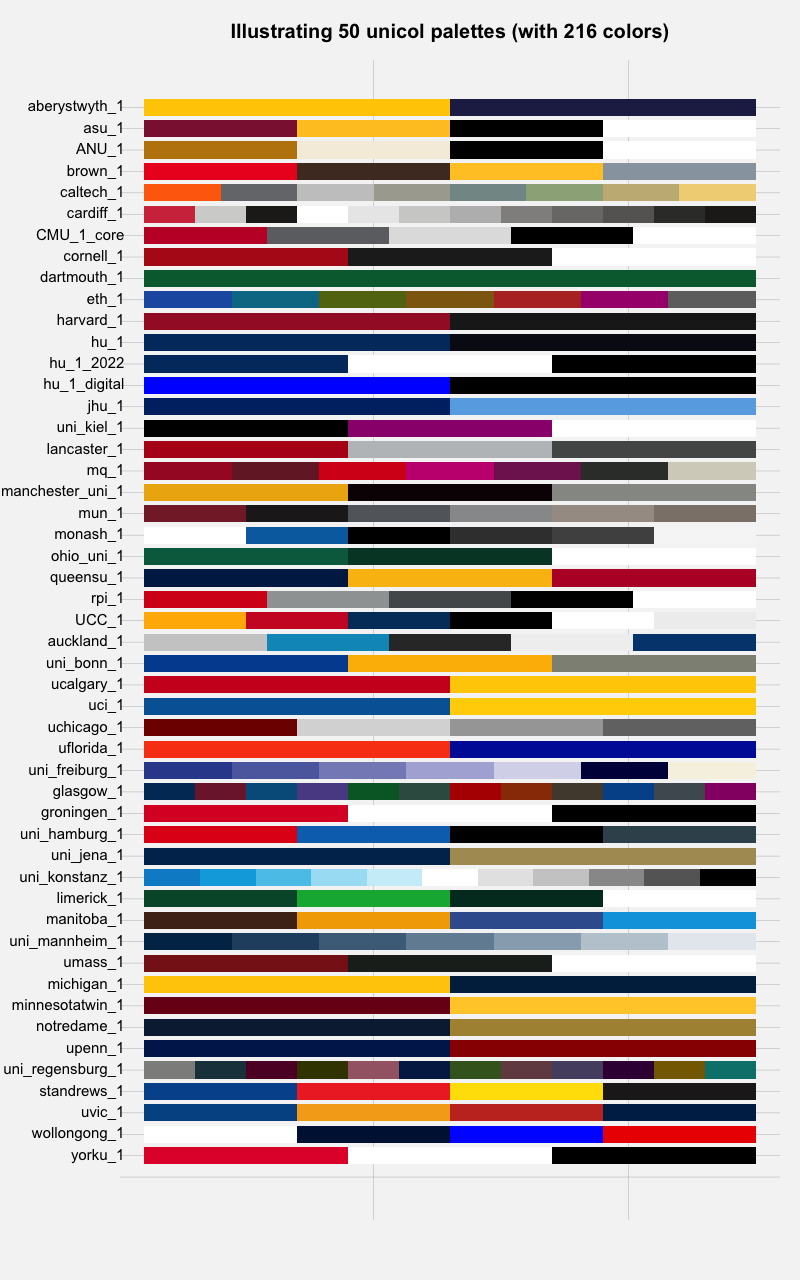 Illustrating 50 unicol palettes (with 216 colors)
aberystwyth_1
asu_1
ANU_1
brown_1
caltech_1
cardiff_1
CMU_1_core
cornell_1
dartmouth_1
eth_1
harvard_1
hu_1
hu_1_2022
hu_1_digital
jhu_1
uni_kiel_1
lancaster_1
mq_1
manchester_uni_1
mun_1
monash_1
ohio_uni_1
queensu_1
rpi_1
UCC_1
auckland_1
uni_bonn_1
ucalgary_1
uci_1
uchicago_1
uflorida_1
uni_freiburg_1
glasgow_1
groningen_1
uni_hamburg_1
uni_jena_1
uni_konstanz_1
limerick_1
manitoba_1
uni_mannheim_1
umass_1
michigan_1
minnesotatwin_1
notredame_1
upenn_1
uni_regensburg_1
standrews_1
uvic_1
wollongong_1
yorku_1